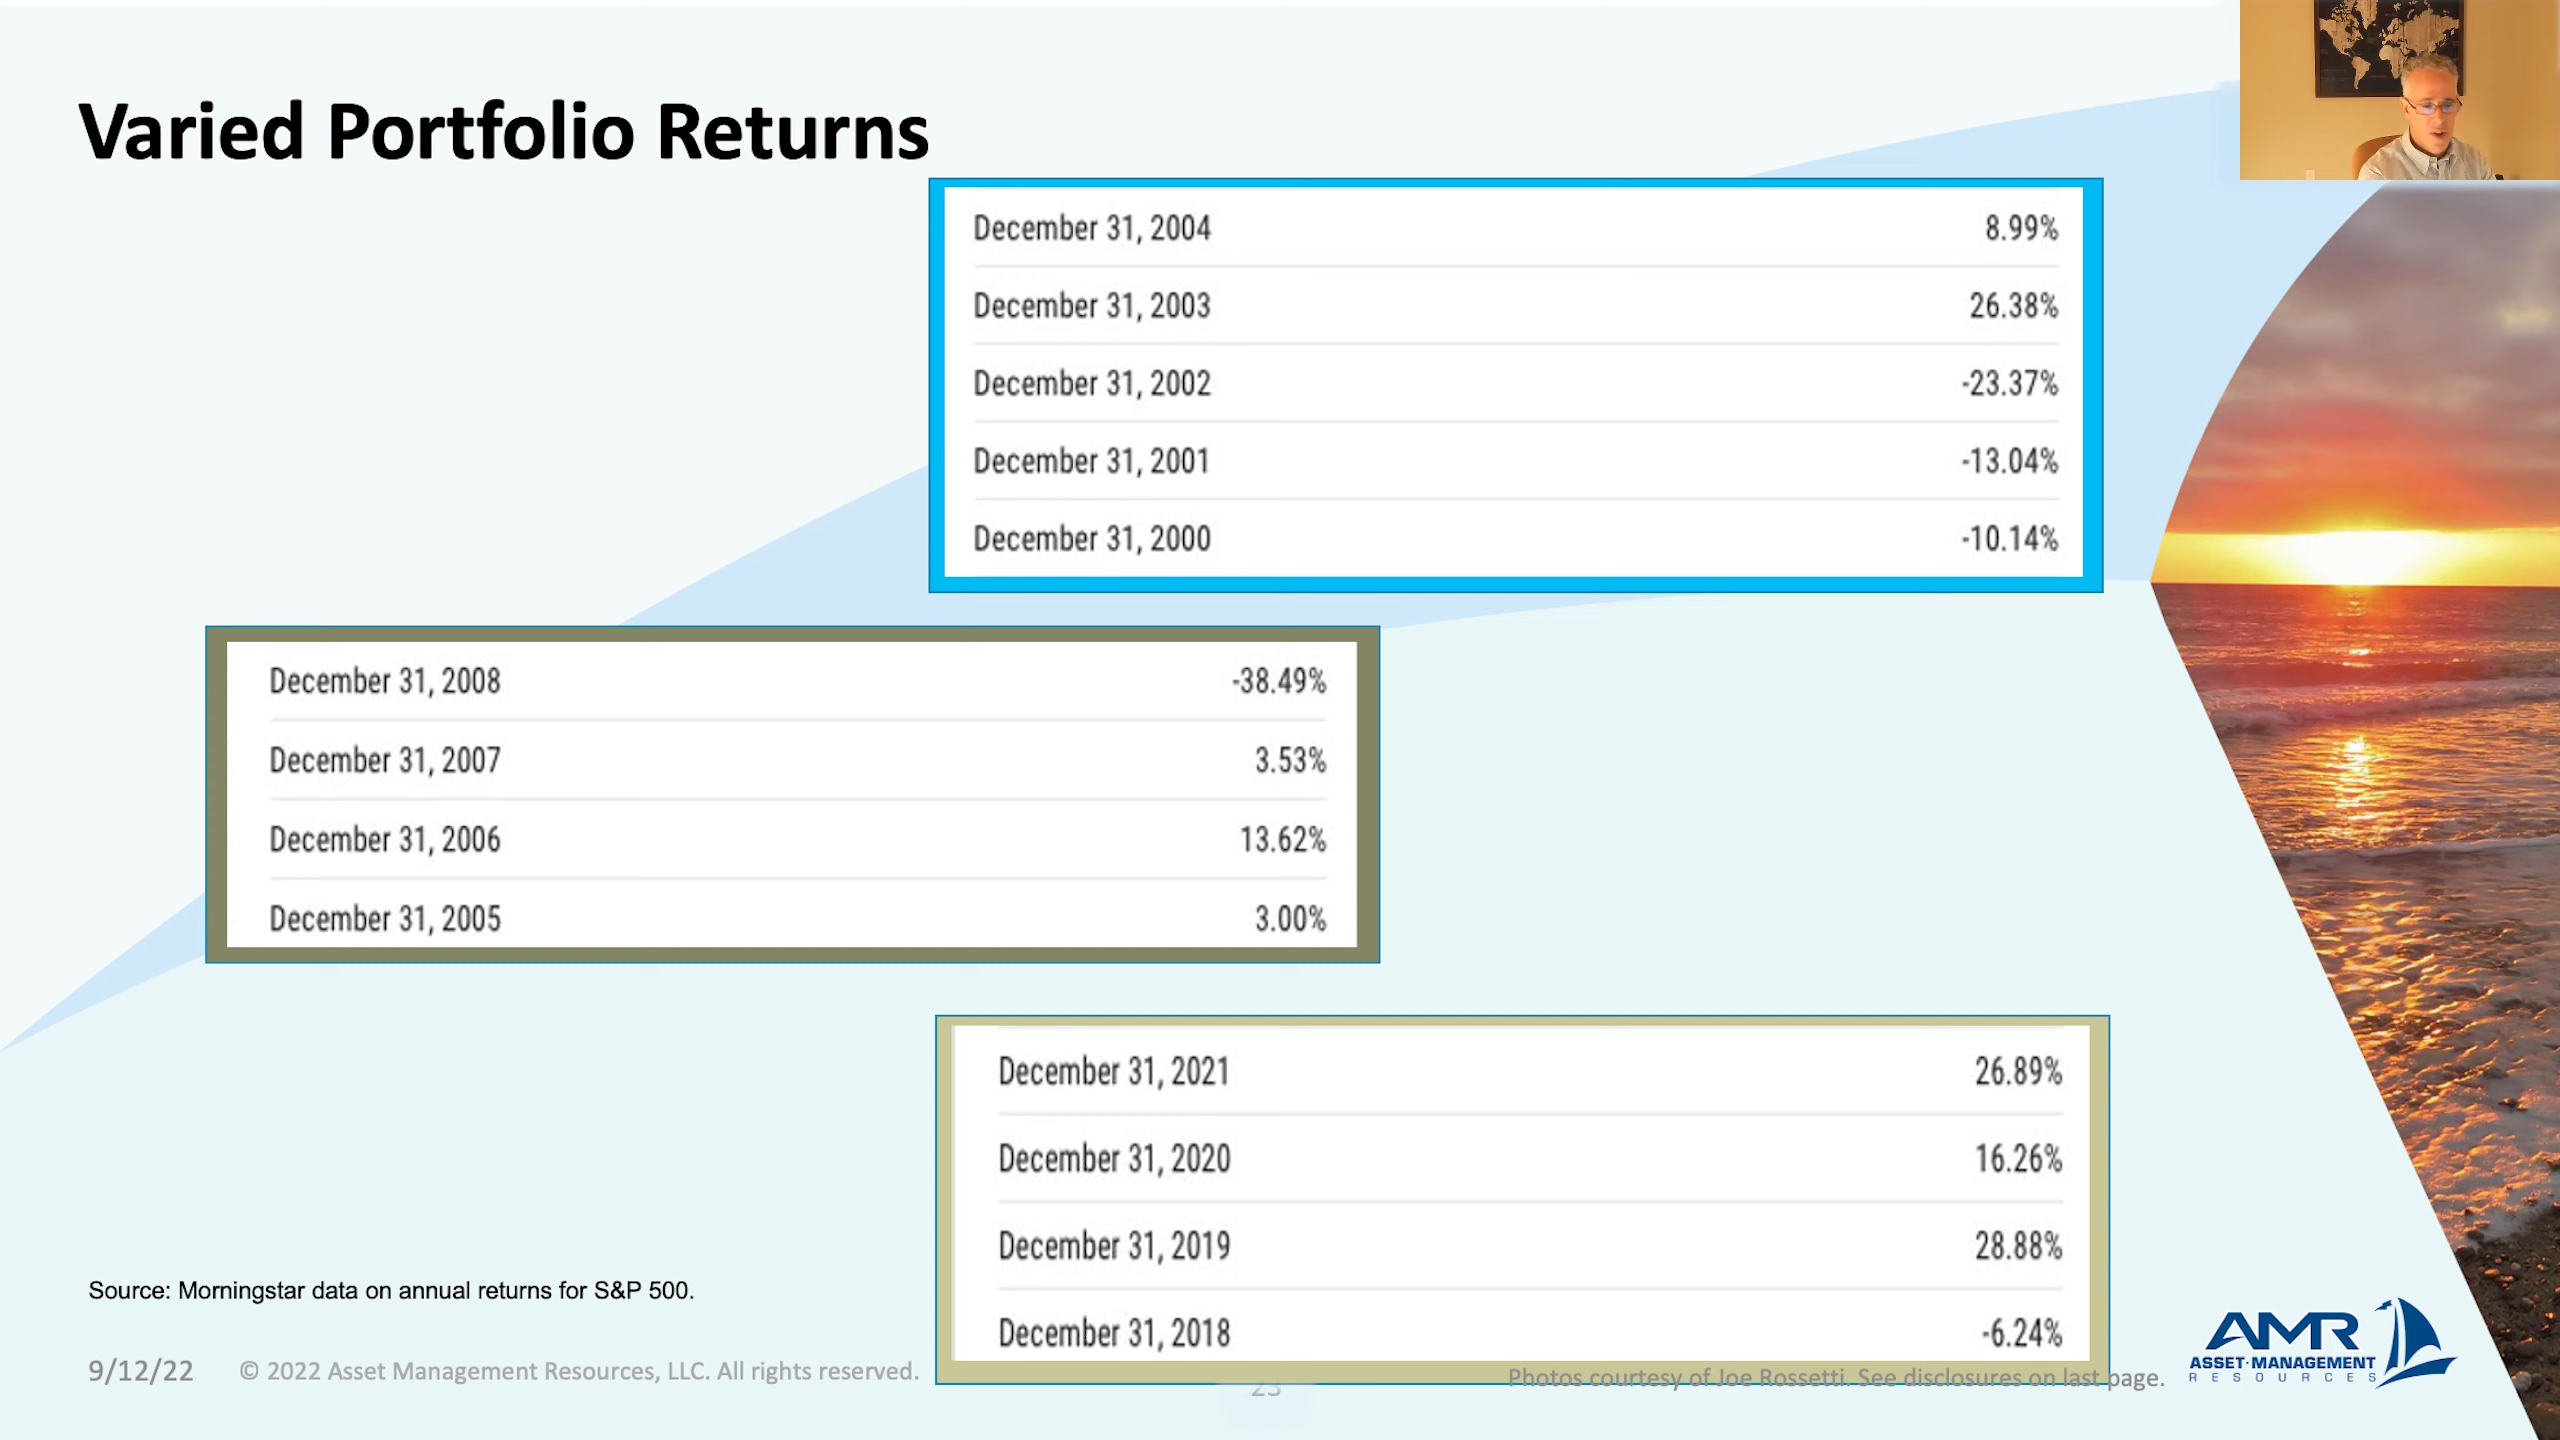 Varied Portfolio Returns
December 31, 2004 8.99%
December 31, 2003 26.38%
December 31, 2002 -23.37%
December 31, 2001 -13.04%
December 31, 2000 -10.14%
December 31, 2008 -38.49%
December 31, 2007 3.53%
December 31, 2006 13.62%
December 31, 2005 3.00%
December 31, 2021 26.89%
December 31, 2020 16.26%
December 31, 2019 28.88%
December 31, 2018 -6.24%
Source: Morningstar data on annual returns for S&P 500.
9/12/22 © 2022 Asset Management Resources, LLC. All rights reserved.
23
Photos courtesy of Joe Rossetti. See disclosures on last page.
AMR
ASSET·MANAGEMENT
RESOURCES